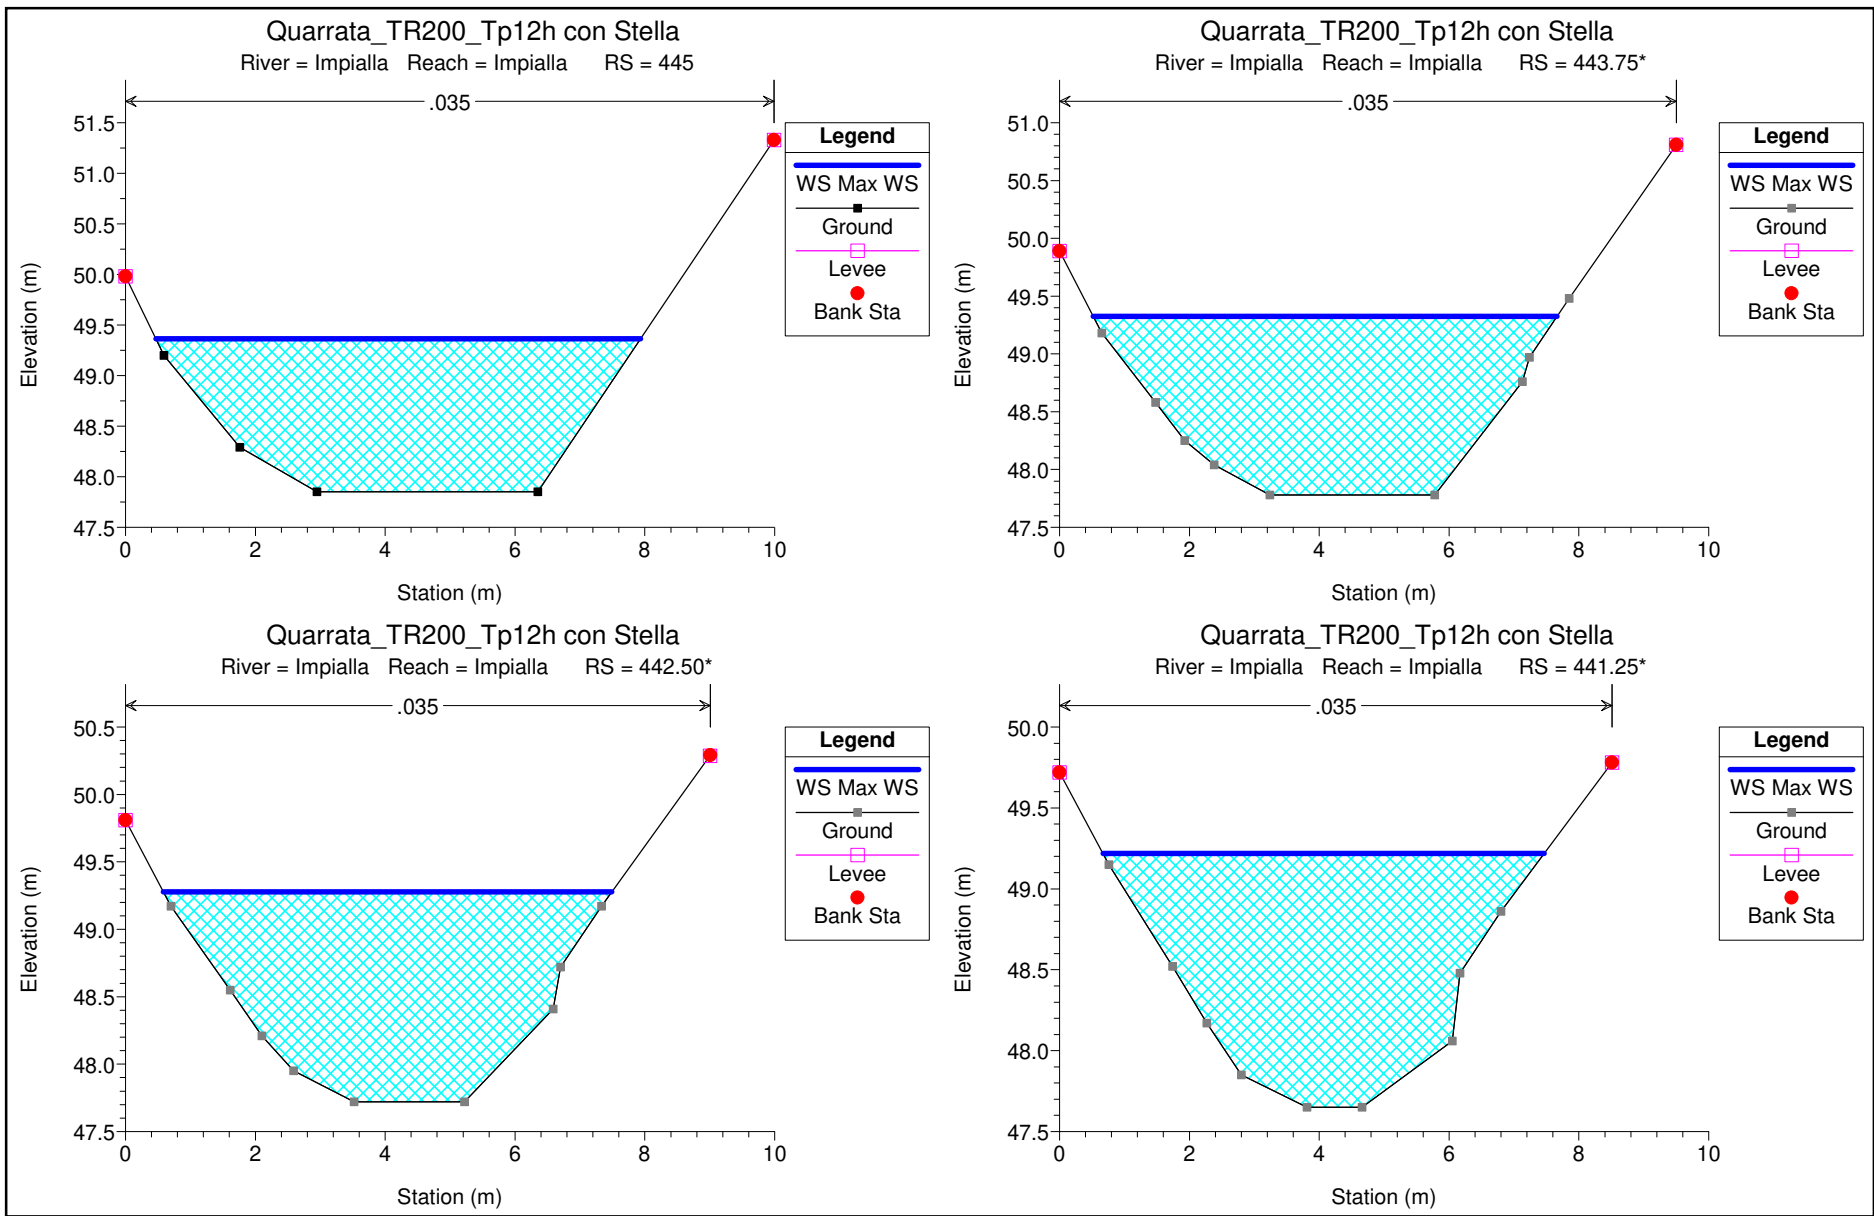 Quarrata_TR200_Tp12h con Stella
River = Impialla Reach = Impialla RS = 445
.035
51.5
51.0
50.5
50.0
49.5
49.0
48.5
48.0
47.5
0 2 4 6 8 10
Station (m)
Elevation (m)
Legend
WS Max WS
Ground
Levee
Bank Sta
Quarrata_TR200_Tp12h con Stella
River = Impialla Reach = Impialla RS = 443.75*
.035
51.0
50.5
50.0
49.5
49.0
48.5
48.0
47.5
0 2 4 6 8 10
Station (m)
Elevation (m)
Legend
WS Max WS
Ground
Levee
Bank Sta
Quarrata_TR200_Tp12h con Stella
River = Impialla Reach = Impialla RS = 442.50*
.035
50.5
50.0
49.5
49.0
48.5
48.0
47.5
0 2 4 6 8 10
Station (m)
Elevation (m)
Legend
WS Max WS
Ground
Levee
Bank Sta
Quarrata_TR200_Tp12h con Stella
River = Impialla Reach = Impialla RS = 441.25*
.035
50.0
49.5
49.0
48.5
48.0
47.5
0 2 4 6 8 10
Station (m)
Elevation (m)
Legend
WS Max WS
Ground
Levee
Bank Sta